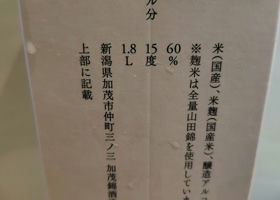 米(国産)、米麹(国産米)、醸造アルコ
※麹米は全量山田錦を使用してい
60%
15度
1.8L
新潟県加茂市仲町三ノ三 加茂錦酒
上部に記載
ル分